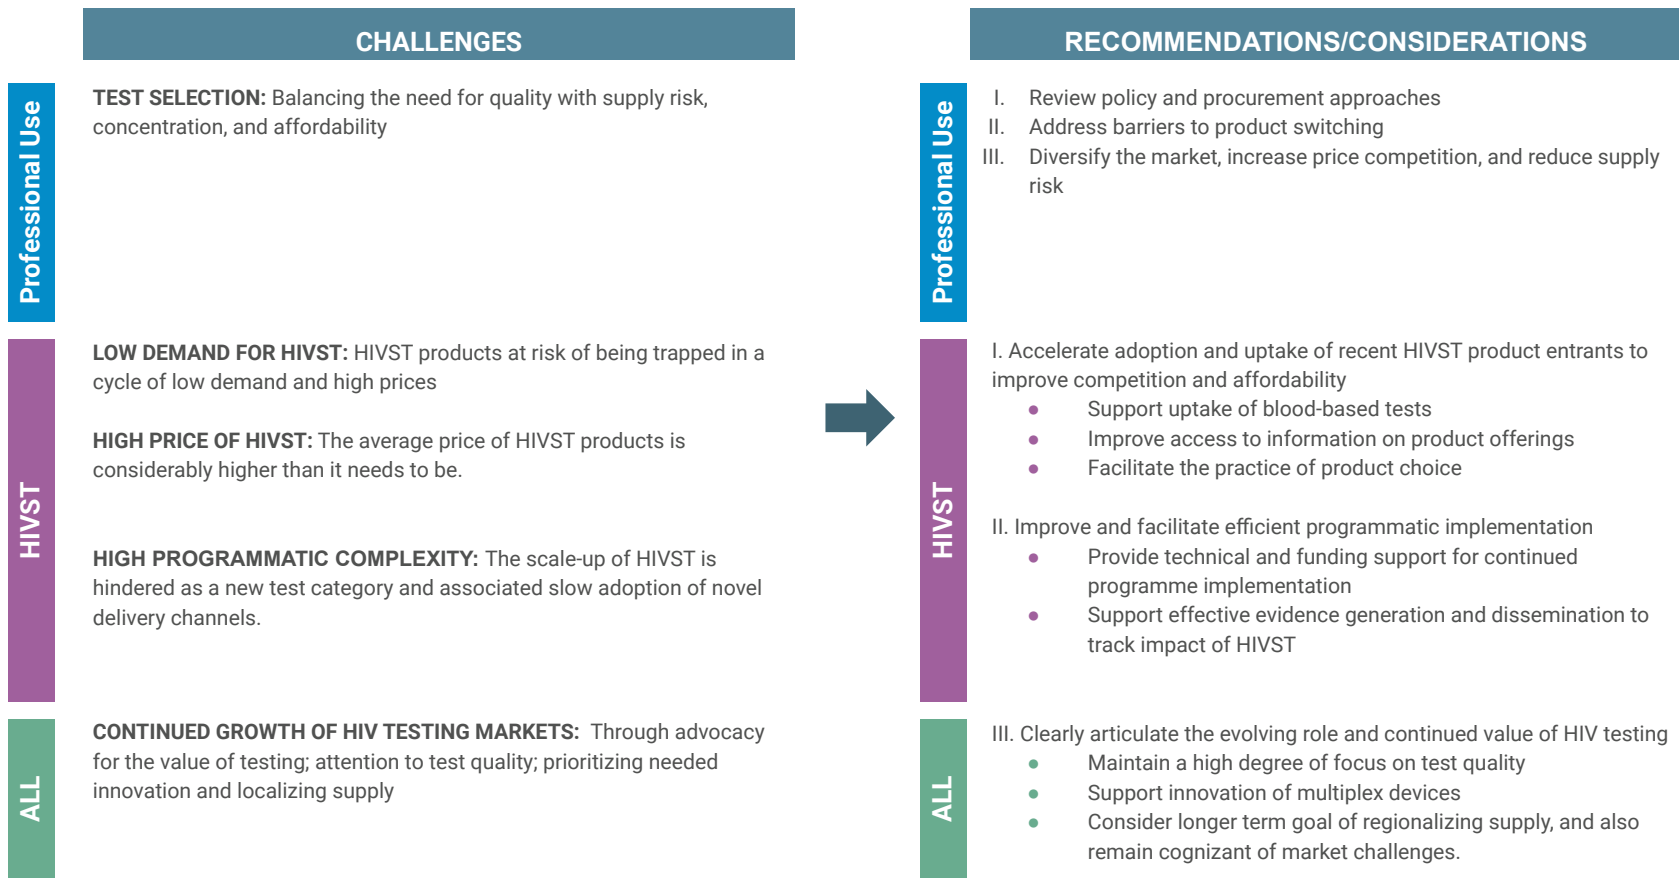 CHALLENGES
Professional Use
TEST SELECTION: Balancing the need for quality with supply risk,
concentration, and affordability
HIVST
LOW DEMAND FOR HIVST: HIVST products at risk of being trapped in a
cycle of low demand and high prices
HIGH PRICE OF HIVST: The average price of HIVST products is
considerably higher than it needs to be.
HIGH PROGRAMMATIC COMPLEXITY: The scale-up of HIVST is
hindered as a new test category and associated slow adoption of novel
delivery channels.
ALL
CONTINUED GROWTH OF HIV TESTING MARKETS: Through advocacy
for the value of testing; attention to test quality; prioritizing needed
innovation and localizing supply
RECOMMENDATIONS/CONSIDERATIONS
Professional Use
I. Review policy and procurement approaches
II. Address barriers to product switching
III. Diversify the market, increase price competition, and reduce supply
risk
HIVST
I. Accelerate adoption and uptake of recent HIVST product entrants to
improve competition and affordability
● Support uptake of blood-based tests
● Improve access to information on product offerings
● Facilitate the practice of product choice
II. Improve and facilitate efficient programmatic implementation
● Provide technical and funding support for continued
programme implementation
● Support effective evidence generation and dissemination to
track impact of HIVST
ALL
III. Clearly articulate the evolving role and continued value of HIV testing
● Maintain a high degree of focus on test quality
● Support innovation of multiplex devices
● Consider longer term goal of regionalizing supply, and also
remain cognizant of market challenges.